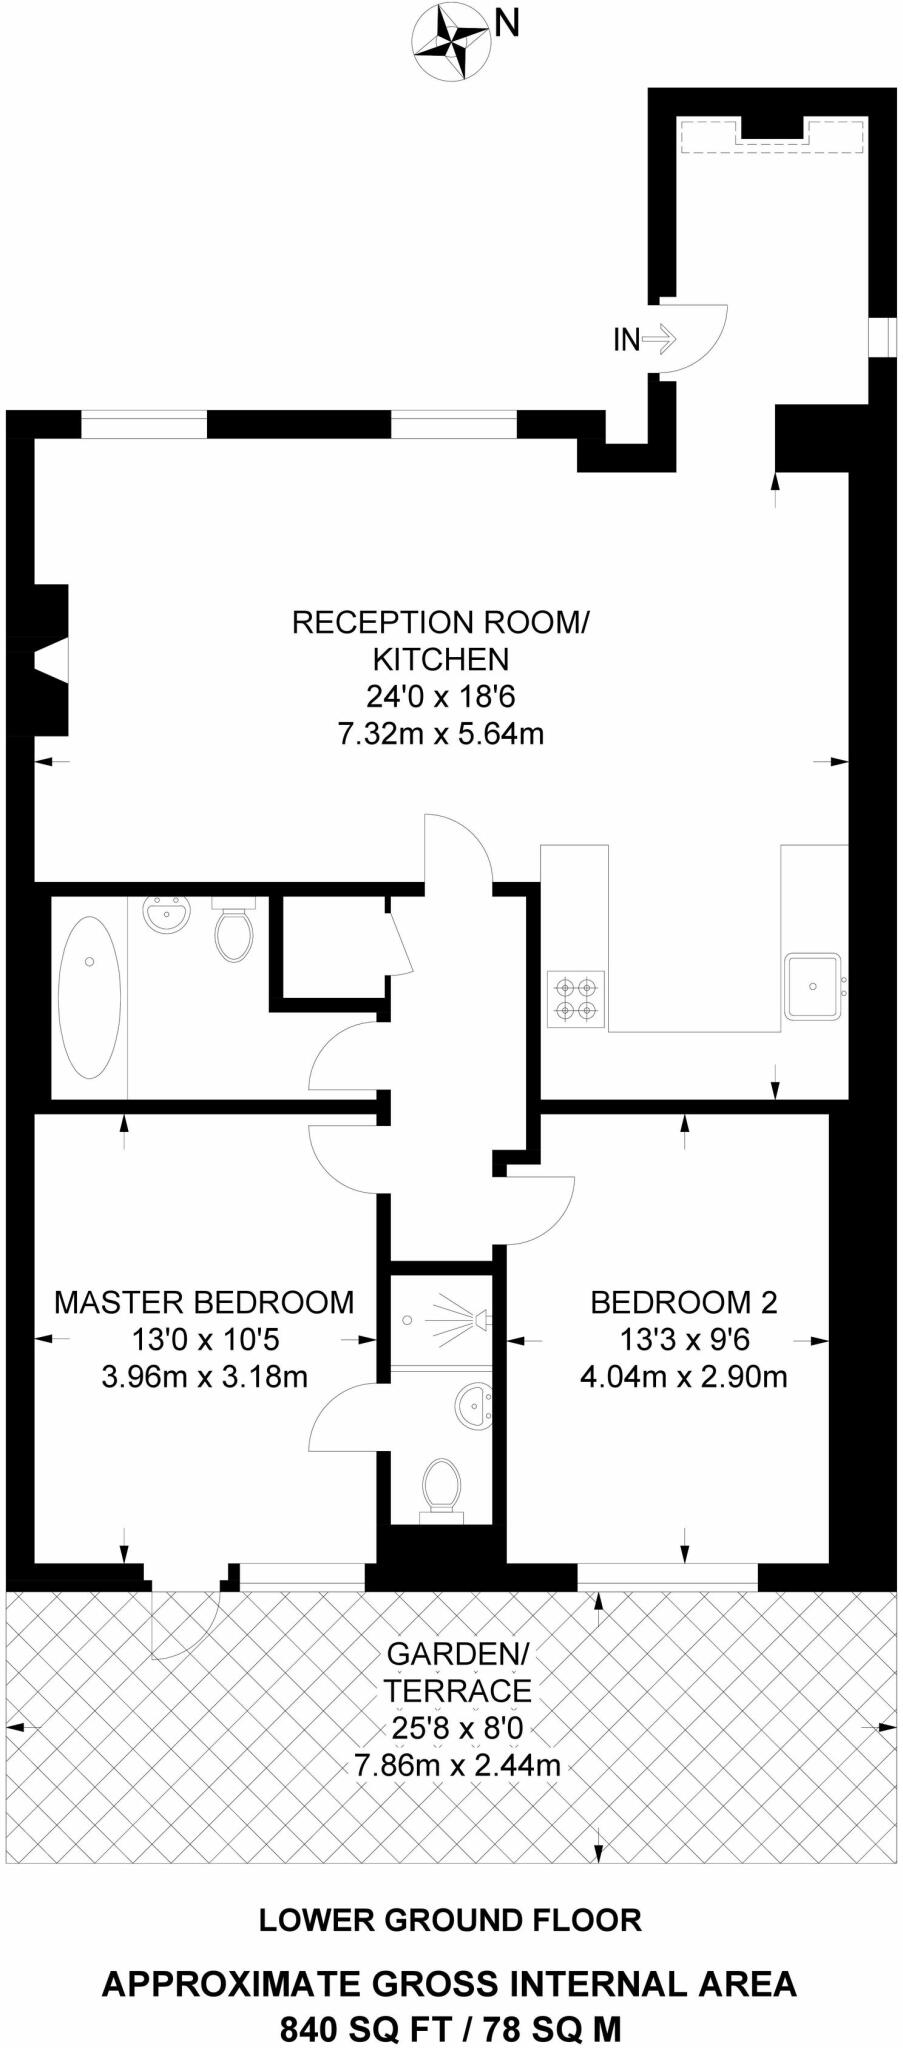 N
IN
RECEPTION ROOM/
KITCHEN
24'0 x 18'6
7.32m x 5.64m
MASTER BEDROOM
13'0 x 10'5
3.96m x 3.18m
BEDROOM 2
13'3 x 9'6
4.04m x 2.90m
GARDEN/
TERRACE
25'8 x 8'0
7.86m x 2.44m
LOWER GROUND FLOOR
APPROXIMATE GROSS INTERNAL AREA
840 SQ FT / 78 SQ M